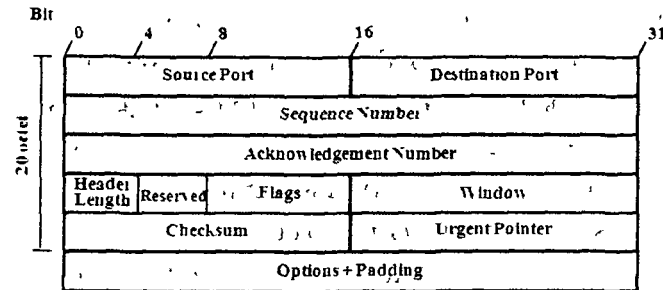 Bit
0 4 8 16 31
Source Port Destination Port
Sequence Number
Acknowledgement Number
Header Length Reserved Flags Window
Checksum Urgent Pointer
Options + Padding
20 octet